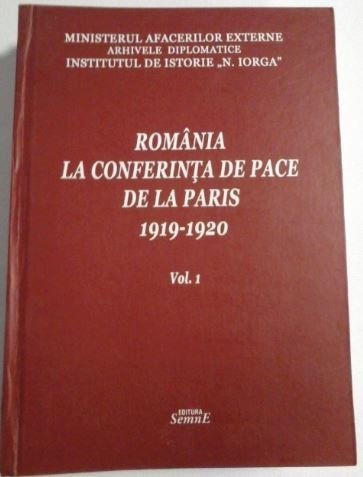 MINISTERUL AFACERILOR EXTERNE
ARHIVELE DIPLOMATICE
INSTITUTUL DE ISTORIE „N. IORGA”
ROMÂNIA
LA CONFERINŢA DE PACE
DE LA PARIS
1919-1920
Vol. 1
EDITURA
SemnE